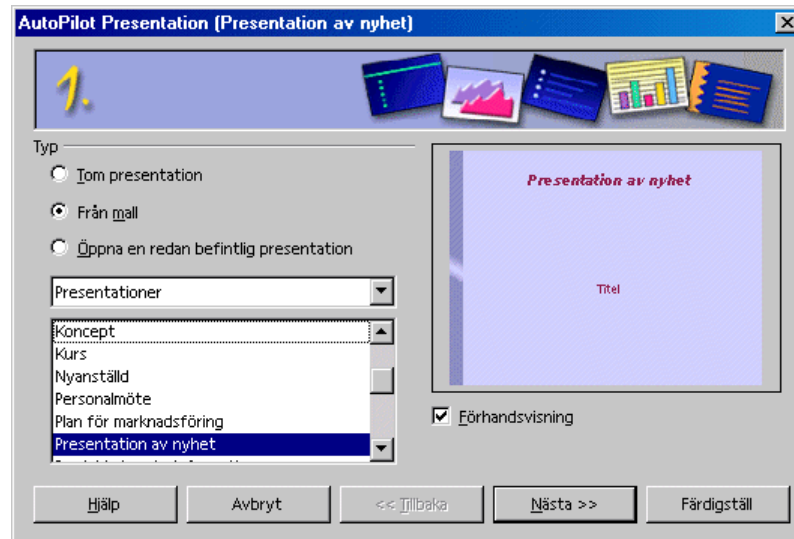 AutoPilot Presentation (Presentation av nyhet)
1.
Typ
Tom presentation
Från mall
Öppna en redan befintlig presentation
Presentationer
Koncept
Kurs
Nyanställd
Personalmöte
Plan för marknadsföring
Presentation av nyhet
Presentation av nyhet
Titel
Förhandsvisning
Hjälp
Avbryt
<< Tillbaka
Nästa >>
Färdigställ